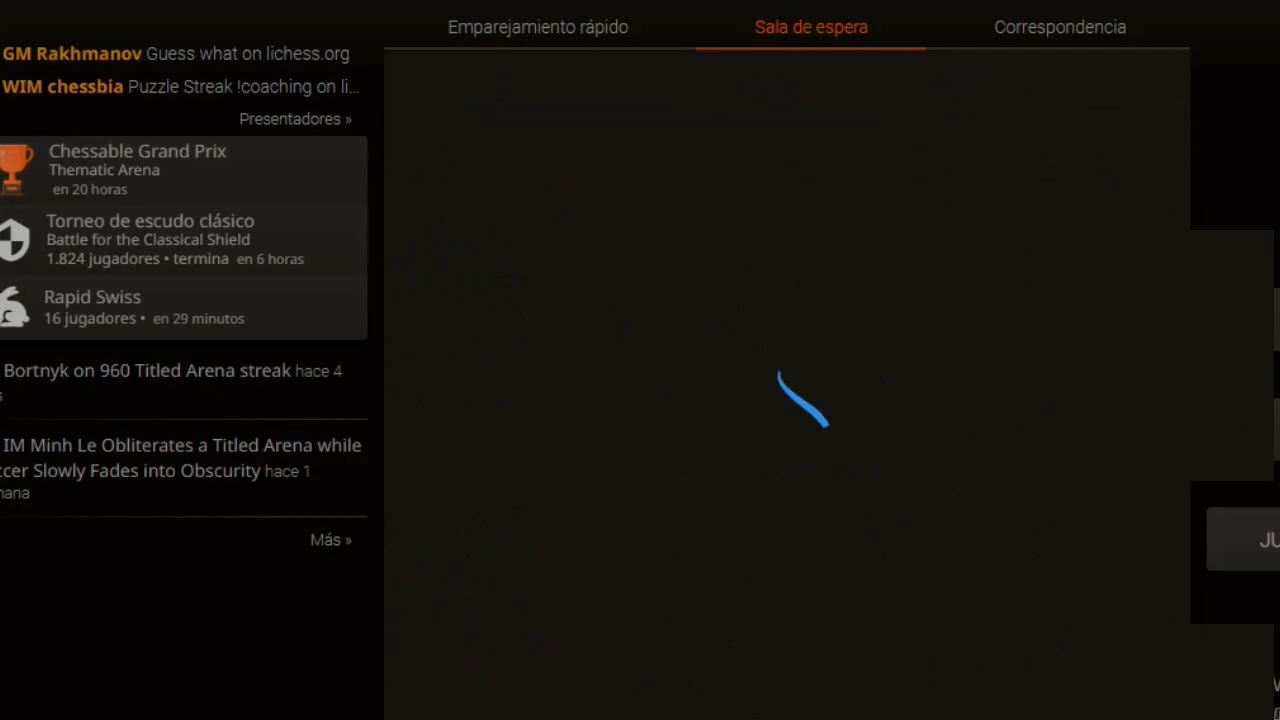 Emparejamiento rápido
Sala de espera
Correspondencia
GM Rakhmanov Guess what on lichess.org
WIM chessbia Puzzle Streak !coaching on li...
Presentadores »
Chessable Grand Prix
Thematic Arena
en 20 horas
Torneo de escudo clásico
Battle for the Classical Shield
1.824 jugadores • termina en 6 horas
Rapid Swiss
16 jugadores • en 29 minutos
Bortnyk on 960 Titled Arena streak hace 4
s
IM Minh Le Obliterates a Titled Arena while
ccer Slowly Fades into Obscurity hace 1
mana
Más »
JU